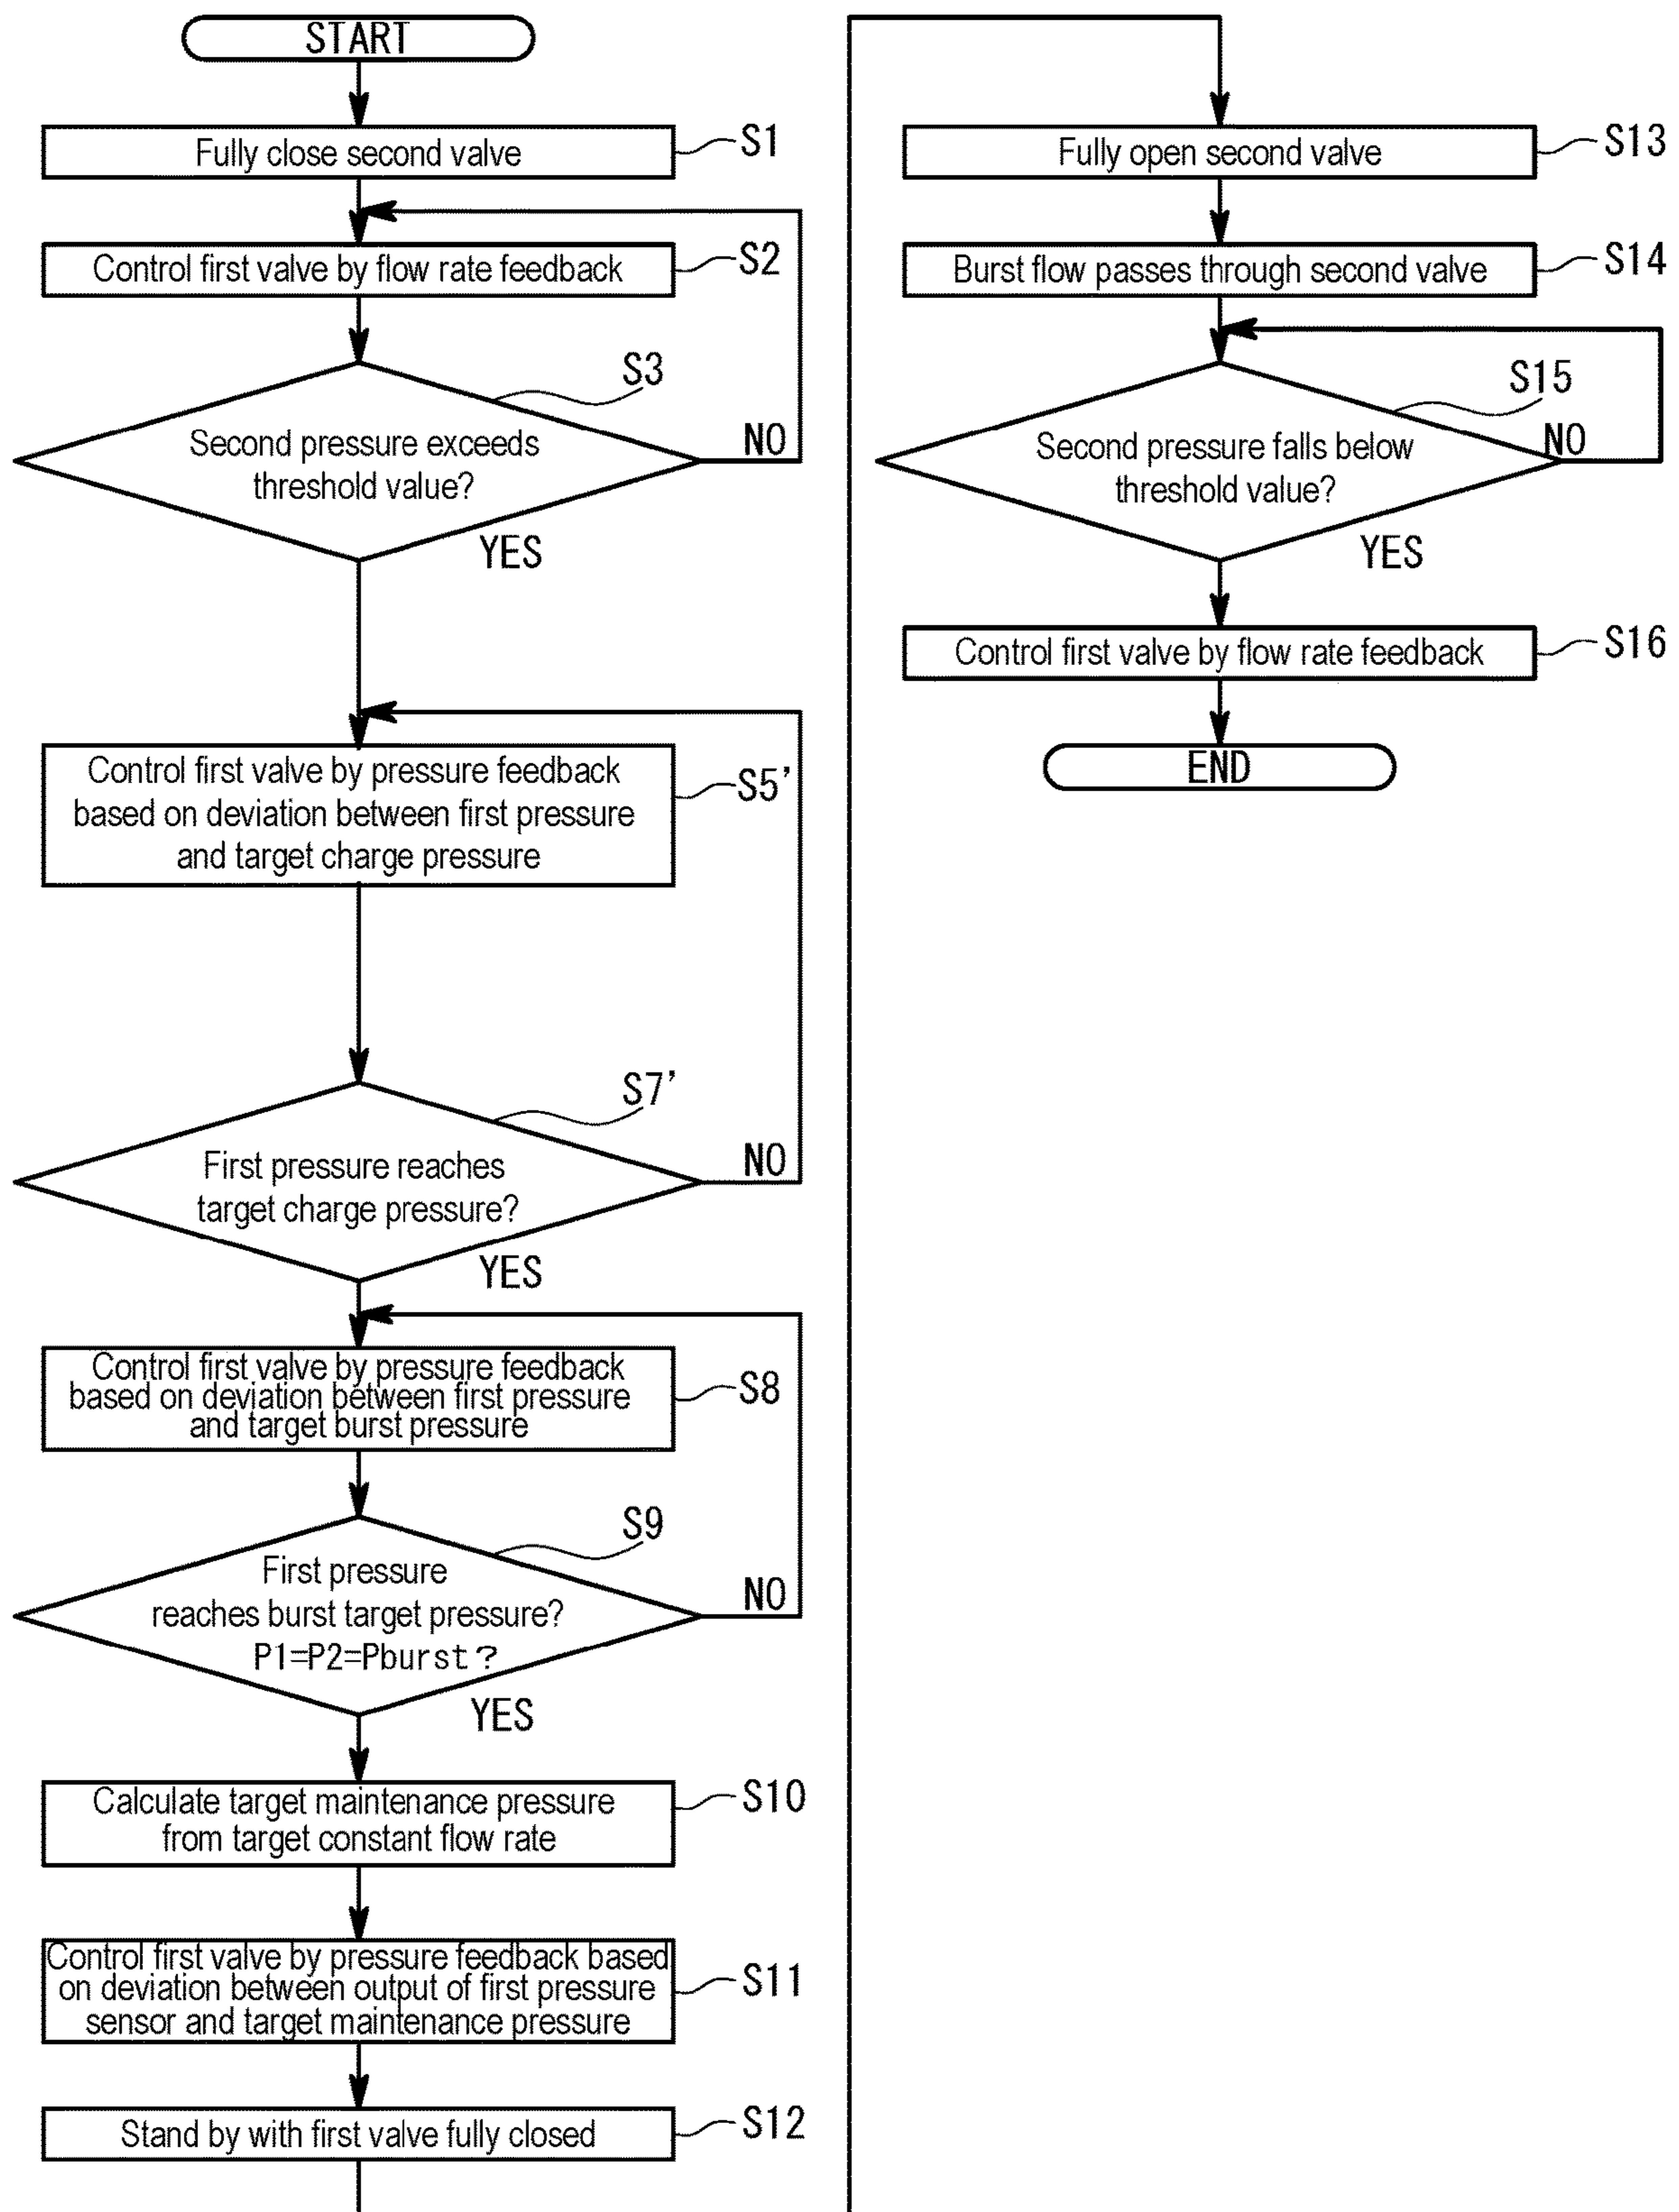 START
Fully close second valve
S1
Control first valve by flow rate feedback
S2
S3
Second pressure exceeds
threshold value?
NO
YES
Control first valve by pressure feedback
based on deviation between first pressure
and target charge pressure
S5'
S7'
First pressure reaches
target charge pressure?
NO
YES
Control first valve by pressure feedback
based on deviation between first pressure
and target burst pressure
S8
S9
First pressure
reaches burst target pressure?
P1=P2=Pburst?
NO
YES
Calculate target maintenance pressure
from target constant flow rate
S10
Control first valve by pressure feedback based
on deviation between output of first pressure
sensor and target maintenance pressure
S11
Stand by with first valve fully closed
S12
Fully open second valve
S13
Burst flow passes through second valve
S14
S15
Second pressure falls below
threshold value?
NO
YES
Control first valve by flow rate feedback
S16
END